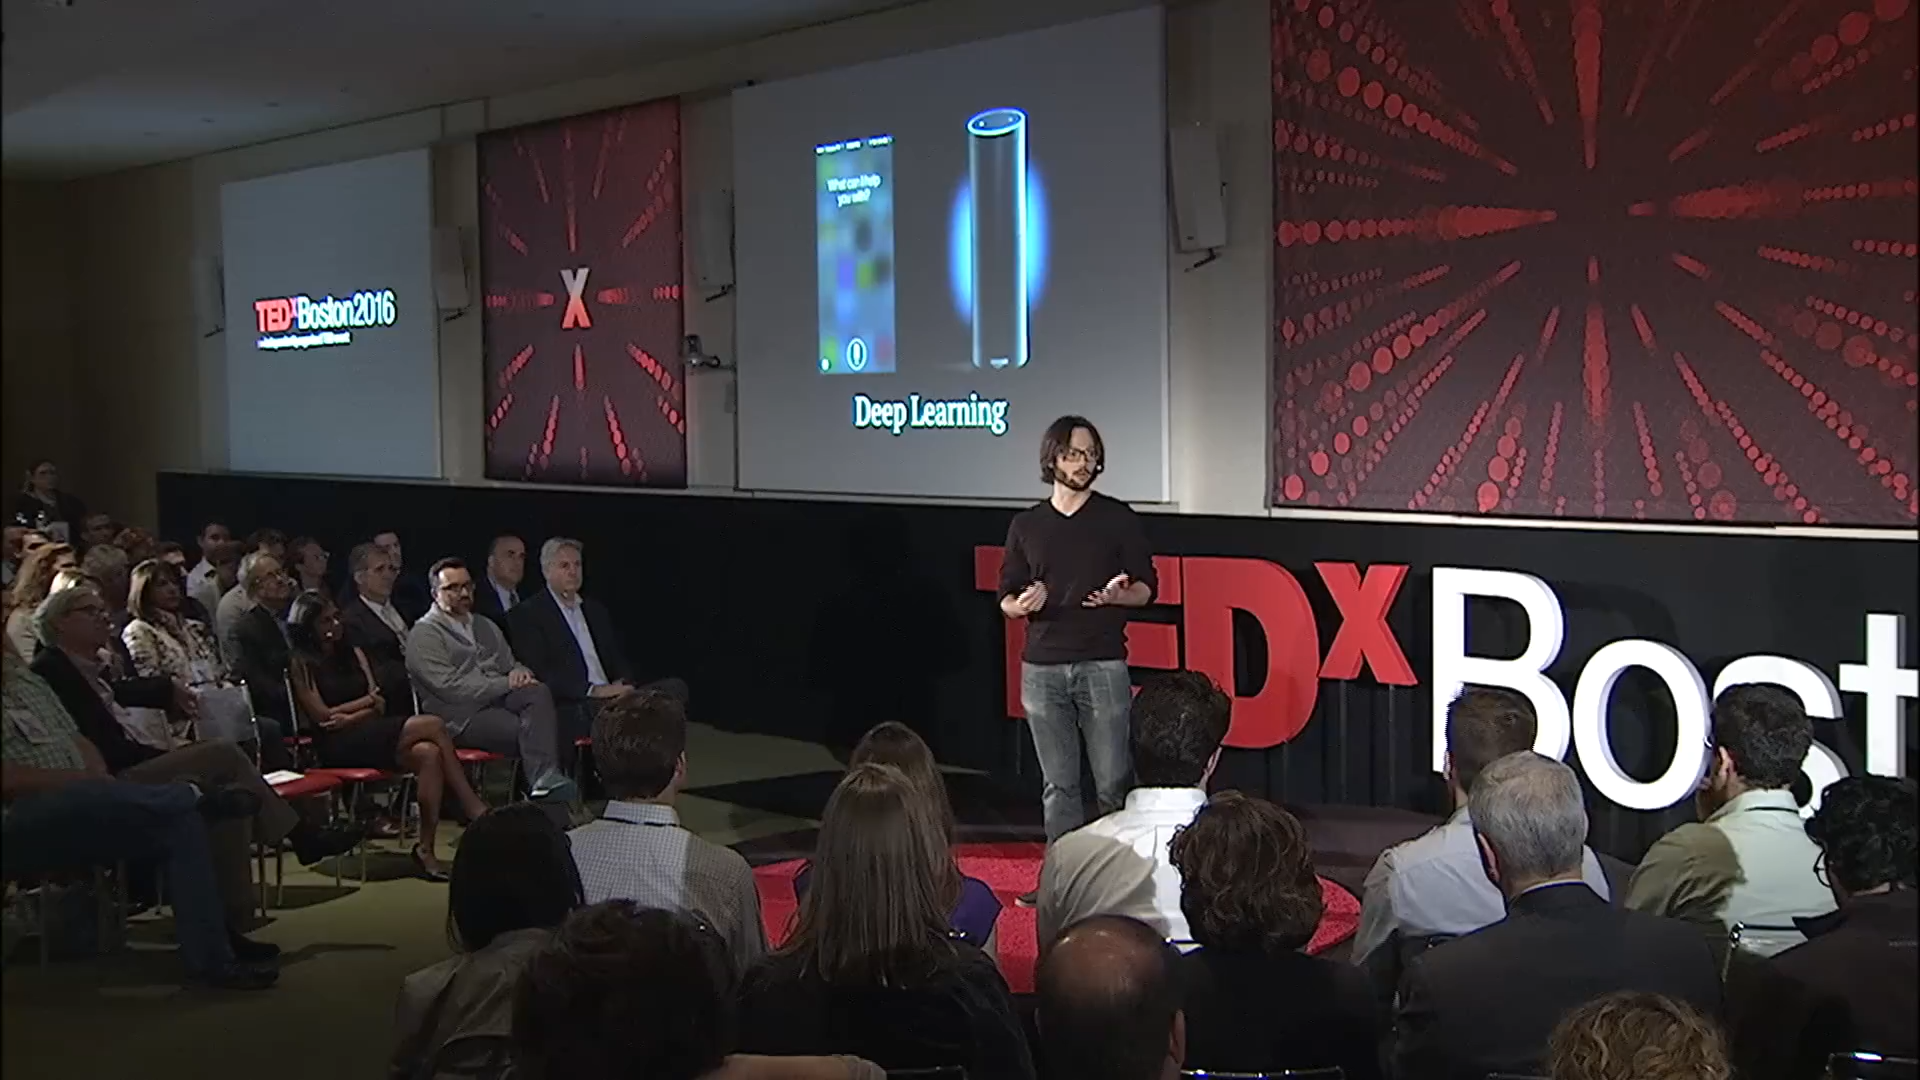 TEDxBoston2016
X
What can I help
you with?
Deep Learning
TEDxBost